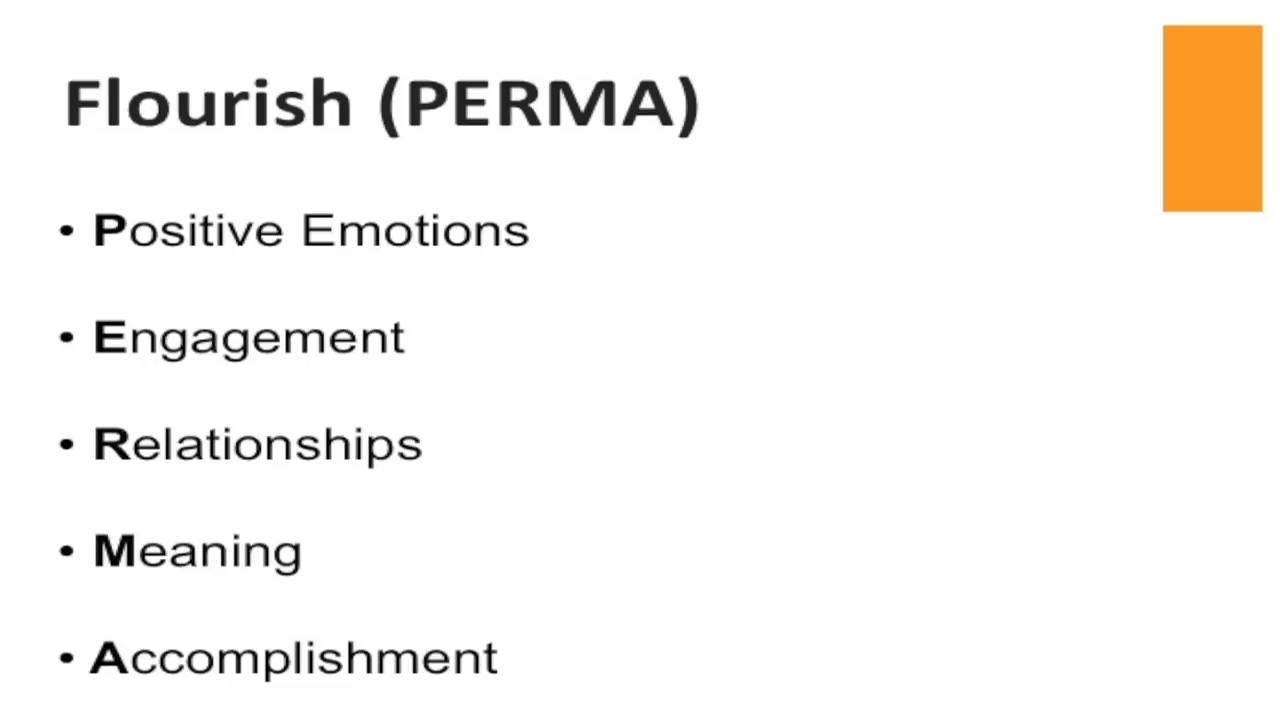 Flourish (PERMA)
• Positive Emotions
• Engagement
• Relationships
• Meaning
• Accomplishment